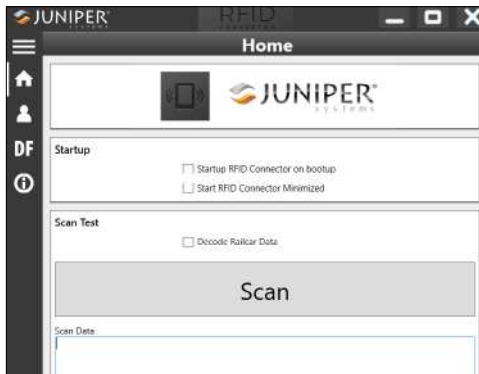 JUNIPER
RFID
CONNECTOR
Home
DF
JUNIPER
systems
Startup
Startup RFID Connector on bootup
Start RFID Connector Minimized
Scan Test
Decode Railcar Data
Scan
Scan Data